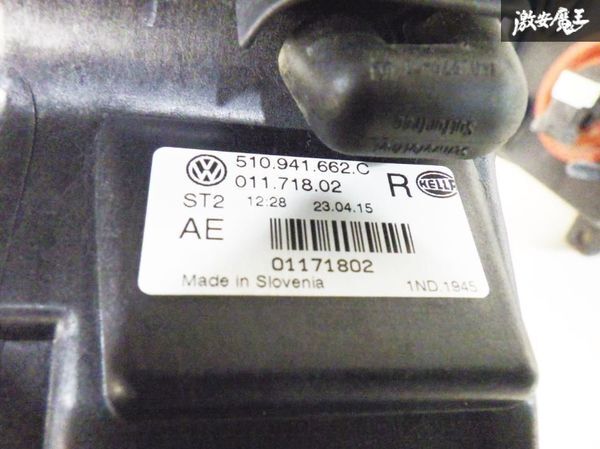 激安魔王
510.941.662.C
011.718.02 R HELLA
ST2 12:28 23.04.15
AE
01171802
Made in Slovenia 1ND.1945